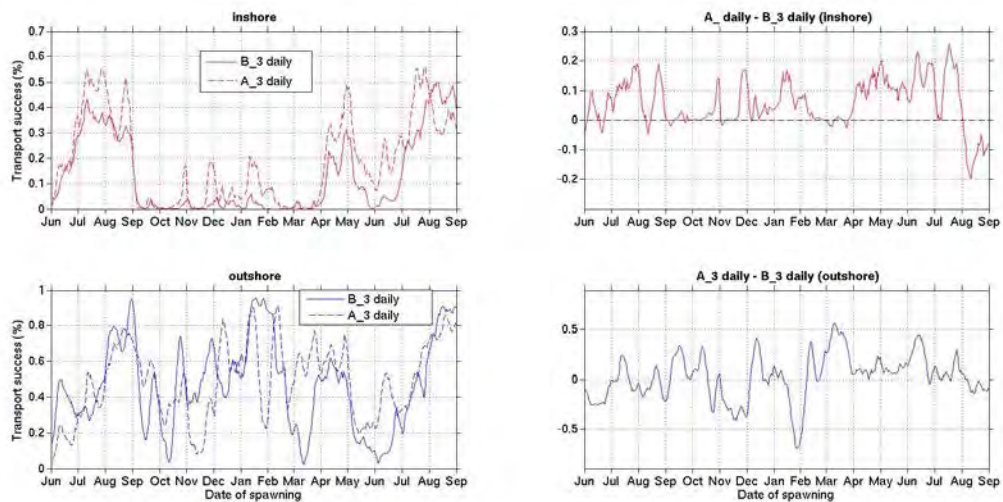 inshore
Transport success (%)
0.7
0.6
0.5
0.4
0.3
0.2
0.1
0
B_3 daily
A_3 daily
Jun Jul Aug Sep Oct Nov Dec Jan Feb Mar Apr May Jun Jul Aug Sep
A_ daily - B_3 daily (inshore)
0.3
0.2
0.1
0
-0.1
-0.2
Jun Jul Aug Sep Oct Nov Dec Jan Feb Mar Apr May Jun Jul Aug Sep
outshore
Transport success (%)
1
0.8
0.6
0.4
0.2
0
B_3 daily
A_3 daily
Jun Jul Aug Sep Oct Nov Dec Jan Feb Mar Apr May Jun Jul Aug Sep
Date of spawning
A_3 daily - B_3 daily (outshore)
0.5
0
-0.5
Jun Jul Aug Sep Oct Nov Dec Jan Feb Mar Apr May Jun Jul Aug Sep
Date of spawning